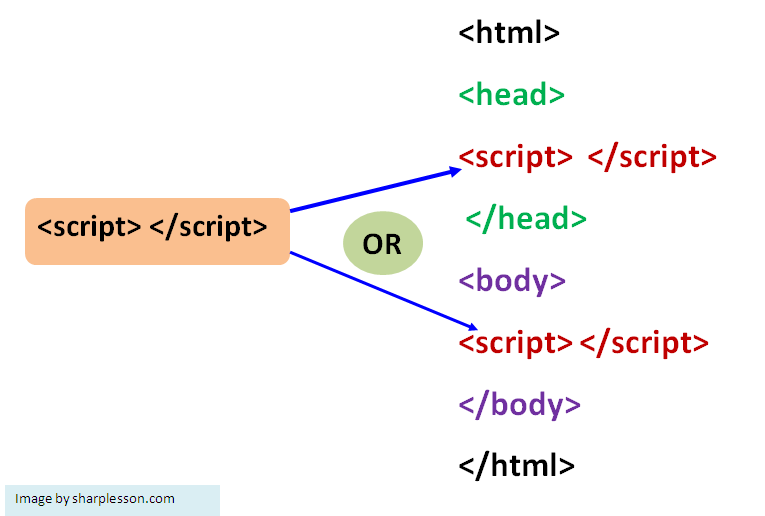 <html>
<head>
<script> </script>
</head>
<body>
<script> </script>
</body>
</html>
<script> </script>
OR
Image by sharplesson.com